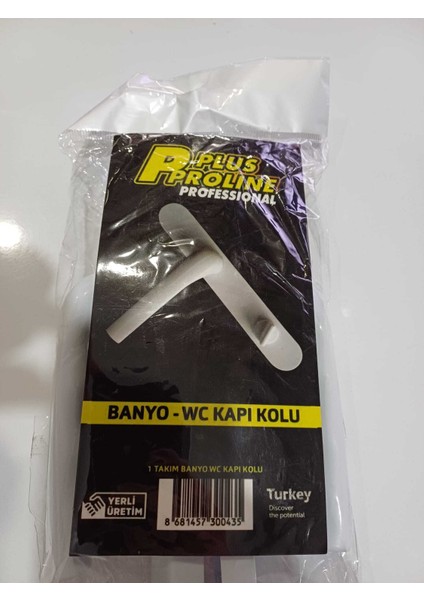 P-PLUS
PROLINE
PROFESSIONAL
BANYO - WC KAPI KOLU
1 TAKIM BANYO WC KAPI KOLU
YERLİ
ÜRETİM
Turkey
Discover
the potential
8 681457 300435